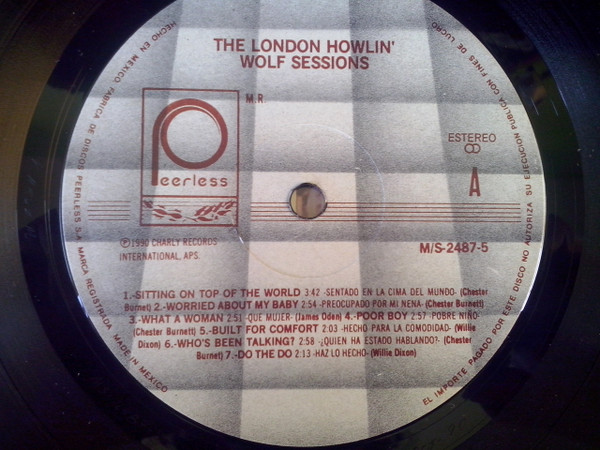 THE LONDON HOWLIN'
WOLF SESSIONS
M.R.
Peerless
ESTEREO
A
℗ 1990 CHARLY RECORDS
INTERNATIONAL, APS.
M/S-2487-5
1.-SITTING ON TOP OF THE WORLD 3:42 -SENTADO EN LA CIMA DEL MUNDO- (Chester
Burnett) 2.-WORRIED ABOUT MY BABY 2:54 -PREOCUPADO POR MI NENA- (Chester Burnett)
3.-WHAT A WOMAN 2:51 -QUE MUJER- (James Oden) 4.-POOR BOY 2:57 -POBRE NIÑO-
(Chester Burnett) 5.-BUILT FOR COMFORT 2:03 -HECHO PARA LA COMODIDAD- (Willie
Dixon) 6.-WHO'S BEEN TALKING? 2:58 -¿QUIEN HA ESTADO HABLANDO?- (Chester
Burnet) 7.-DO THE DO 2:13 -HAZ LO HECHO- (Willie Dixon)
HECHO EN MEXICO. FABRICA DE DISCOS PEERLESS S.A. MARCA REGISTRADA. MADE IN MEXICO
EL IMPORTE PAGADO POR ESTE DISCO NO AUTORIZA SU EJECUCION PUBLICA CON FINES DE LUCRO